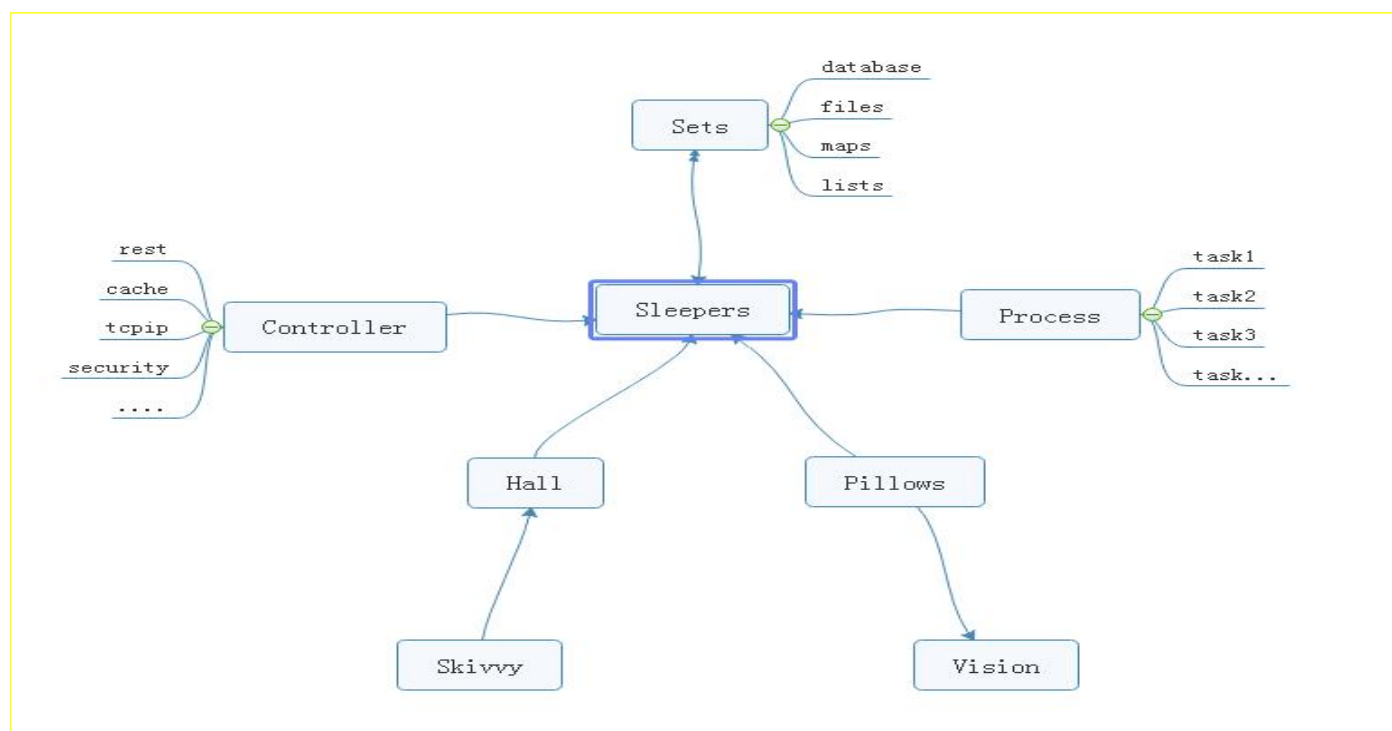 database
files
Sets
maps
lists
rest
cache
Controller
tcpip
security
....
Sleepers
task1
task2
Process
task3
task...
Hall
Pillows
Skivvy
Vision